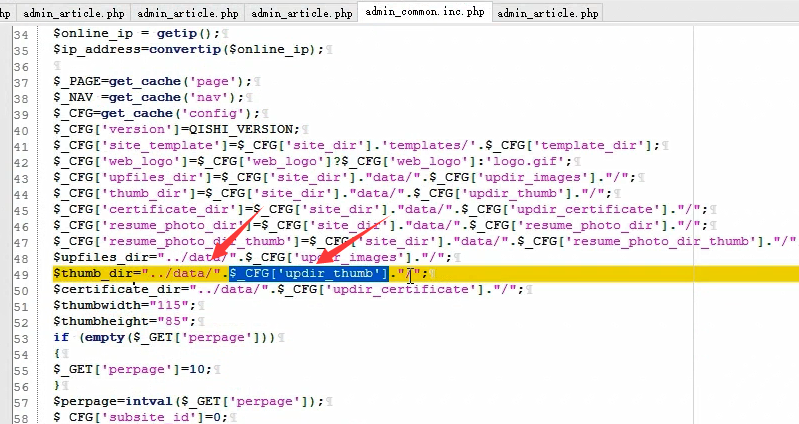 hp admin_article.php admin_article.php admin_article.php admin_common.inc.php admin_article.php
34 $online_ip = getip();
35 $ip_address=convertip($online_ip);
36
37 $_PAGE=get_cache('page');
38 $_NAV =get_cache('nav');
39 $_CFG=get_cache('config');
40 $_CFG['version']=QISHI_VERSION;
41 $_CFG['site_template']=$_CFG['site_dir'].'templates/'.$_CFG['template_dir'];
42 $_CFG['web_logo']=$_CFG['web_logo']?$_CFG['web_logo']:'logo.gif';
43 $_CFG['upfiles_dir']=$_CFG['site_dir']."data/".$_CFG['updir_images']."/";
44 $_CFG['thumb_dir']=$_CFG['site_dir']."data/".$_CFG['updir_thumb']."/";
45 $_CFG['certificate_dir']=$_CFG['site_dir']."data/".$_CFG['updir_certificate']."/";
46 $_CFG['resume_photo_dir']=$_CFG['site_dir']."data/".$_CFG['resume_photo_dir']."/";
47 $_CFG['resume_photo_dir_thumb']=$_CFG['site_dir']."data/".$_CFG['resume_photo_dir_thumb']."/"
48 $upfiles_dir="../data/".$_CFG['updir_images']."/";
49 $thumb_dir="../data/".$_CFG['updir_thumb']."/";
50 $certificate_dir="../data/".$_CFG['updir_certificate']."/";
51 $thumbwidth="115";
52 $thumbheight="85";
53 if (empty($_GET['perpage']))
54 {
55 $_GET['perpage']=10;
56 }
57 $perpage=intval($_GET['perpage']);
58 $_CFG['subsite_id']=0;